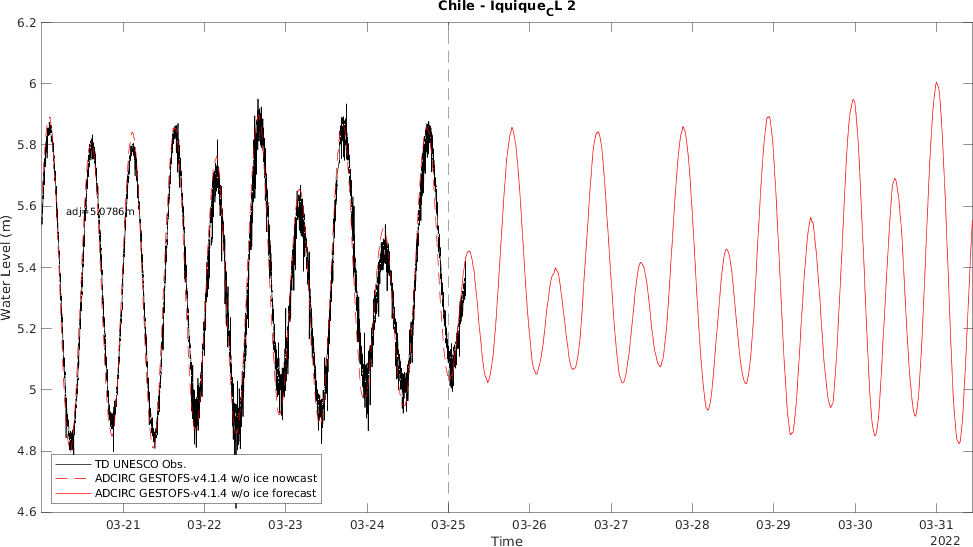 Chile - Iquique_CL 2
6.2
6
5.8
5.6
5.4
5.2
5
4.8
4.6
Water Level (m)
adj=5.0786m
TD UNESCO Obs.
ADCIRC GESTOFS-v4.1.4 w/o ice nowcast
ADCIRC GESTOFS-v4.1.4 w/o ice forecast
03-21 03-22 03-23 03-24 03-25 03-26 03-27 03-28 03-29 03-30 03-31
Time
2022